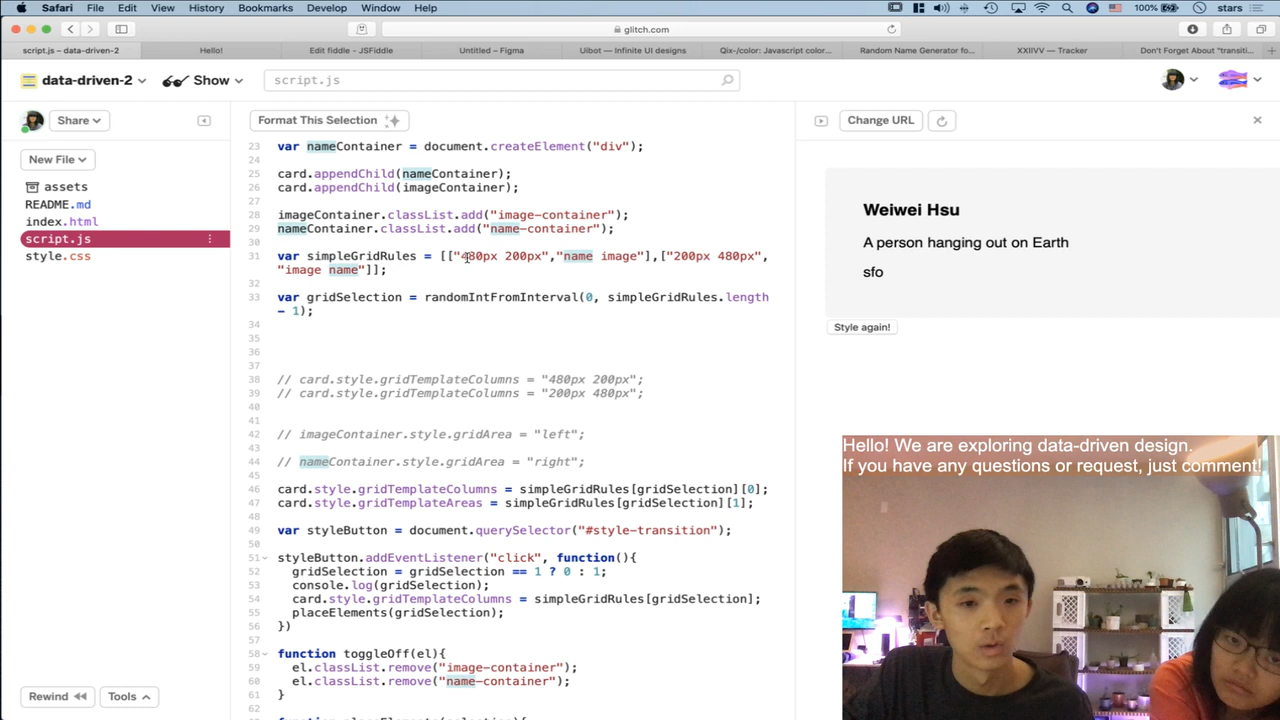 Safari File Edit View History Bookmarks Develop Window Help 100% stars
glitch.com
script.js – data-driven-2 Hello! Edit fiddle - JSFiddle Untitled – Figma Uibot — Infinite UI designs Qix-/color: Javascript color... Random Name Generator fo... XXIIVV — Tracker Don't Forget About "transiti...
data-driven-2 Show script.js
Share Format This Selection Change URL
New File
assets
README.md
index.html
script.js
style.css
Rewind Tools
23 var nameContainer = document.createElement("div");
24
25 card.appendChild(nameContainer);
26 card.appendChild(imageContainer);
27
28 imageContainer.classList.add("image-container");
29 nameContainer.classList.add("name-container");
30
31 var simpleGridRules = [["480px 200px","name image"],["200px 480px",
"image name"]];
32
33 var gridSelection = randomIntFromInterval(0, simpleGridRules.length
– 1);
34
35
36
37
38 // card.style.gridTemplateColumns = "480px 200px";
39 // card.style.gridTemplateColumns = "200px 480px";
40
41
42 // imageContainer.style.gridArea = "left";
43
44 // nameContainer.style.gridArea = "right";
45
46 card.style.gridTemplateColumns = simpleGridRules[gridSelection][0];
47 card.style.gridTemplateAreas = simpleGridRules[gridSelection][1];
48
49 var styleButton = document.querySelector("#style-transition");
50
51 styleButton.addEventListener("click", function(){
52 gridSelection = gridSelection == 1 ? 0 : 1;
53 console.log(gridSelection);
54 card.style.gridTemplateColumns = simpleGridRules[gridSelection];
55 placeElements(gridSelection);
56 })
57
58 function toggleOff(el){
59 el.classList.remove("image-container");
60 el.classList.remove("name-container");
61 }
Weiwei Hsu
A person hanging out on Earth
sfo
Style again!
Hello! We are exploring data-driven design.
If you have any questions or request, just comment!